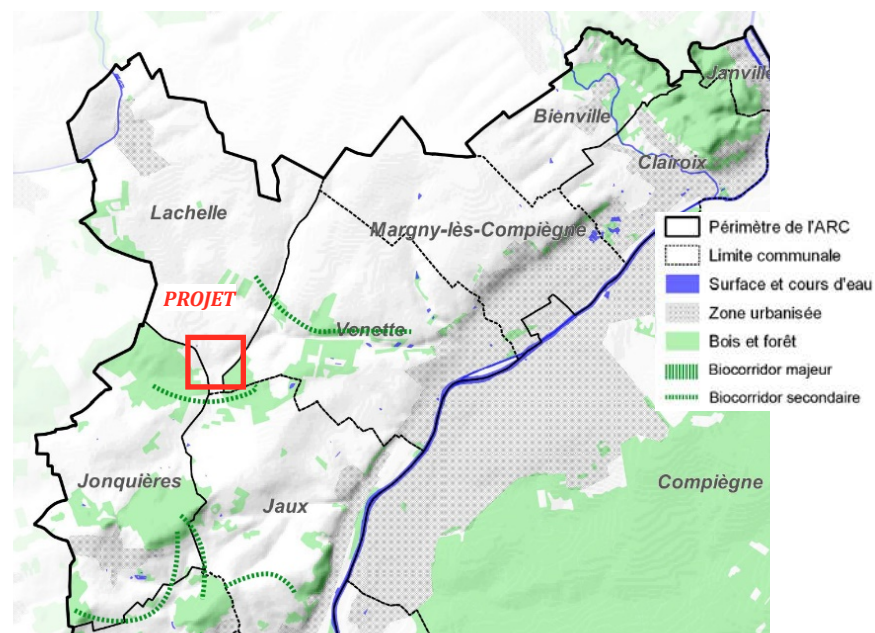 Janville
Bienville
Clairoix
Lachelle
Margny-lès-Compiègne
PROJET
Venette
Jonquières
Jaux
Compiègne
Périmètre de l'ARC
Limite communale
Surface et cours d'eau
Zone urbanisée
Bois et forêt
Biocorridor majeur
Biocorridor secondaire